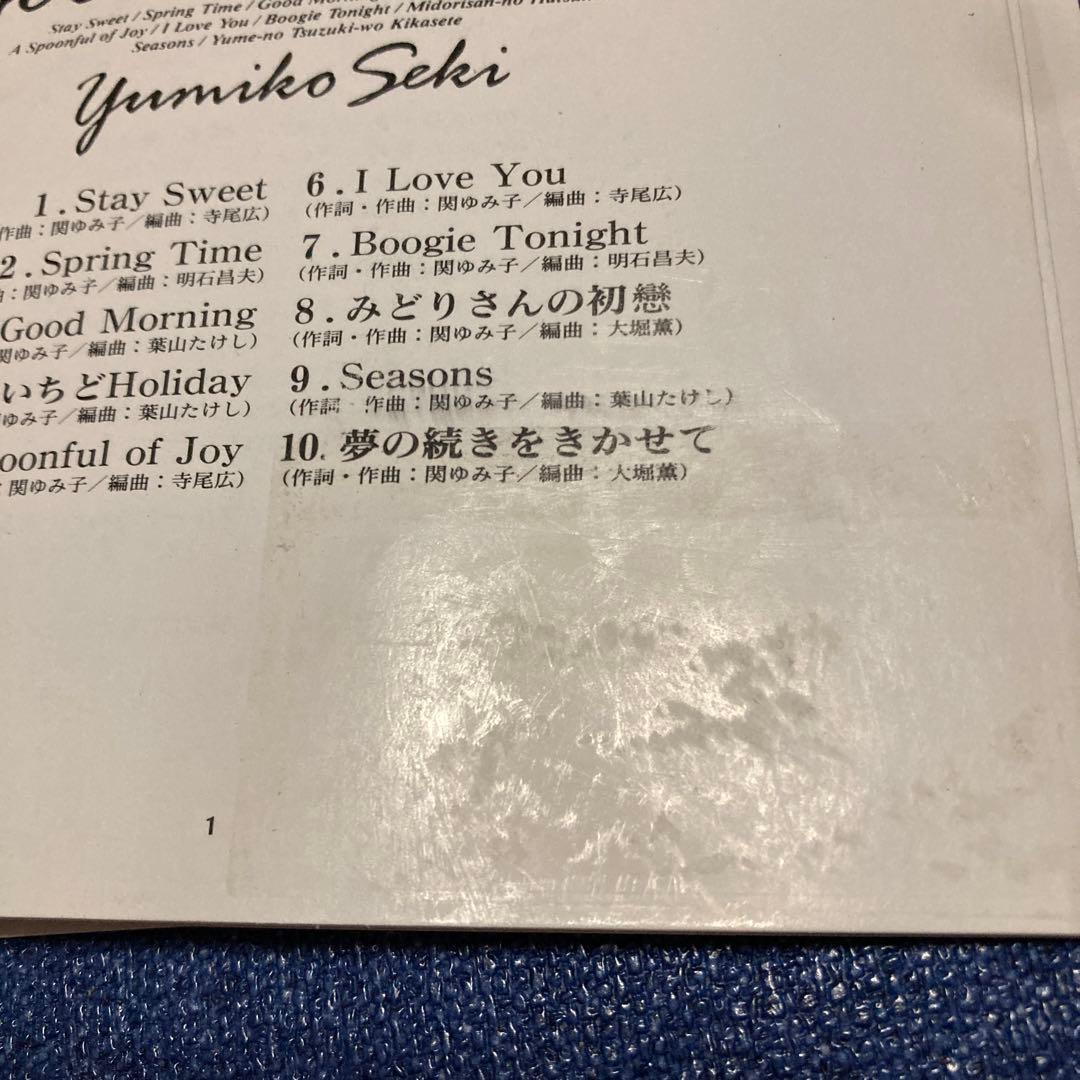 Stay Sweet / Spring Time / Good Morning
A Spoonful of Joy / I Love You / Boogie Tonight / Midorisan-no
Seasons / Yume-no Tsuzuki-wo Kikasete
Yumiko Seki
1.Stay Sweet
作曲：関ゆみ子／編曲：寺尾広）
2.Spring Time
：関ゆみ子／編曲：明石昌夫）
Good Morning
関ゆみ子／編曲：葉山たけし）
いちどHoliday
ゆみ子／編曲：葉山たけし）
poonful of Joy
：関ゆみ子／編曲：寺尾広）
6.I Love You
（作詞・作曲：関ゆみ子／編曲：寺尾広）
7.Boogie Tonight
（作詞・作曲：関ゆみ子／編曲：明石昌夫）
8.みどりさんの初戀
（作詞・作曲：関ゆみ子／編曲：大堀薫）
9.Seasons
（作詞・作曲：関ゆみ子／編曲：葉山たけし）
10.夢の続きをきかせて
（作詞・作曲：関ゆみ子／編曲：大堀薫）
1